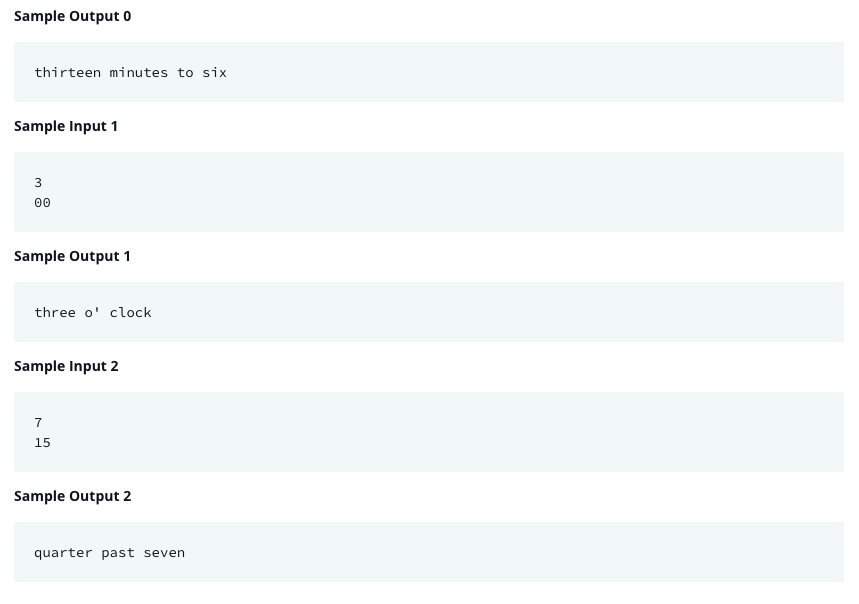 Sample Output 0
thirteen minutes to six
Sample Input 1
3
00
Sample Output 1
three o' clock
Sample Input 2
7
15
Sample Output 2
quarter past seven